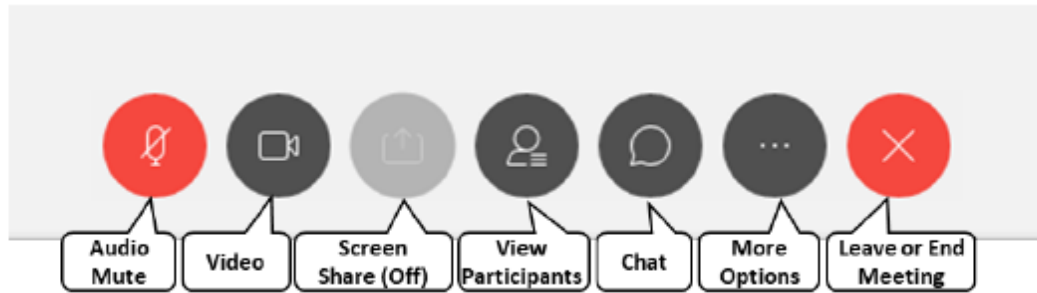 Audio
Mute
Video
Screen
Share (Off)
View
Participants
Chat
More
Options
Leave or End
Meeting